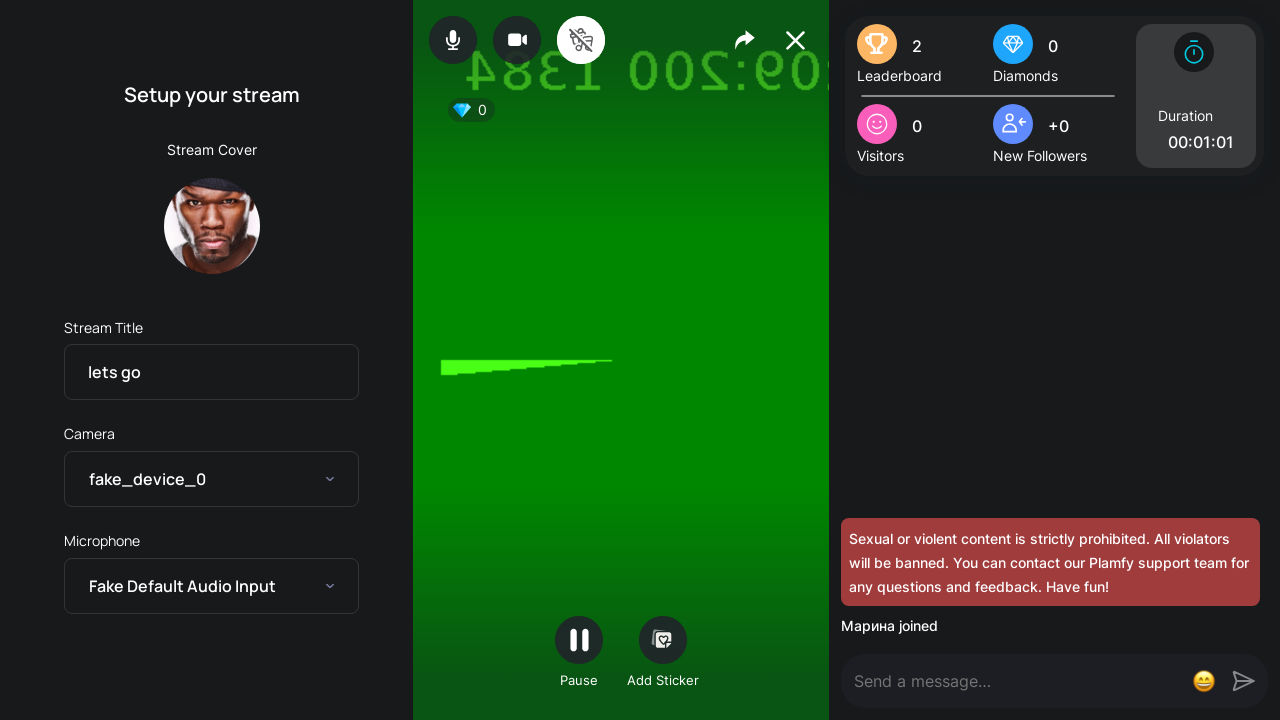 Setup your stream
Stream Cover
Stream Title
lets go
Camera
fake_device_0
Microphone
Fake Default Audio Input
:09:200 1384
0
Pause
Add Sticker
2
Leaderboard
0
Diamonds
0
Visitors
+0
New Followers
Duration
00:01:01
Sexual or violent content is strictly prohibited. All violators
will be banned. You can contact our Plamfy support team for
any questions and feedback. Have fun!
Марина joined
Send a message...